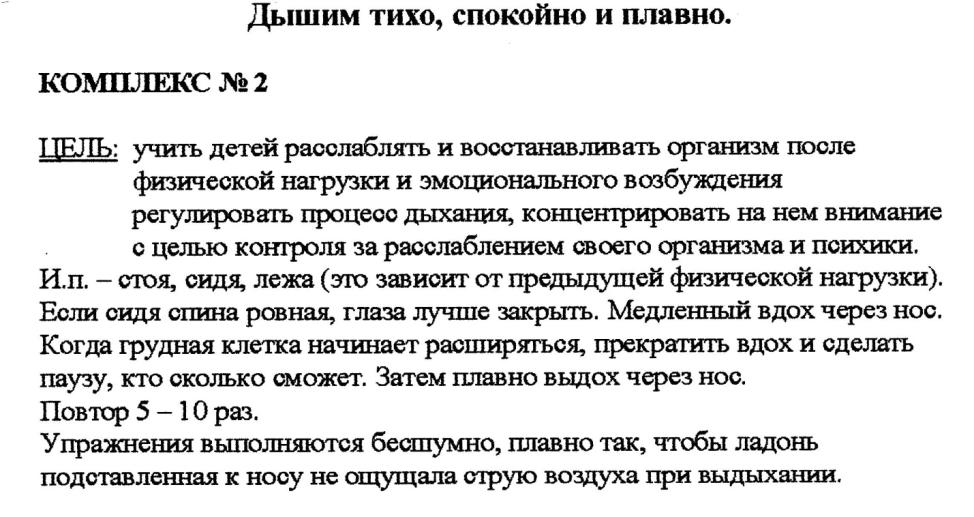 Дышим тихо, спокойно и плавно.
КОМПЛЕКС № 2
ЦЕЛЬ: учить детей расслаблять и восстанавливать организм после
физической нагрузки и эмоционального возбуждения
регулировать процесс дыхания, концентрировать на нем внимание
с целью контроля за расслаблением своего организма и психики.
И.п. – стоя, сидя, лежа (это зависит от предыдущей физической нагрузки).
Если сидя спина ровная, глаза лучше закрыть. Медленный вдох через нос.
Когда грудная клетка начинает расширяться, прекратить вдох и сделать
паузу, кто сколько сможет. Затем плавно выдох через нос.
Повтор 5 – 10 раз.
Упражнения выполняются бесшумно, плавно так, чтобы ладонь
подставленная к носу не ощущала струю воздуха при выдыхании.